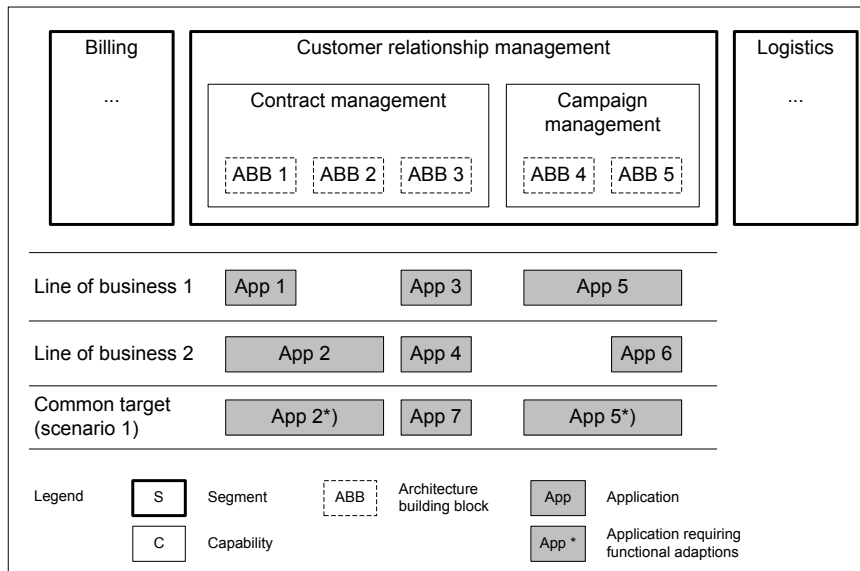 Billing
...
Customer relationship management
Contract management
ABB 1 ABB 2 ABB 3
Campaign
management
ABB 4 ABB 5
Logistics
...
Line of business 1 App 1 App 3 App 5
Line of business 2 App 2 App 4 App 6
Common target
(scenario 1) App 2*) App 7 App 5*)
Legend
S Segment
C Capability
ABB Architecture
building block
App Application
App * Application requiring
functional adaptions